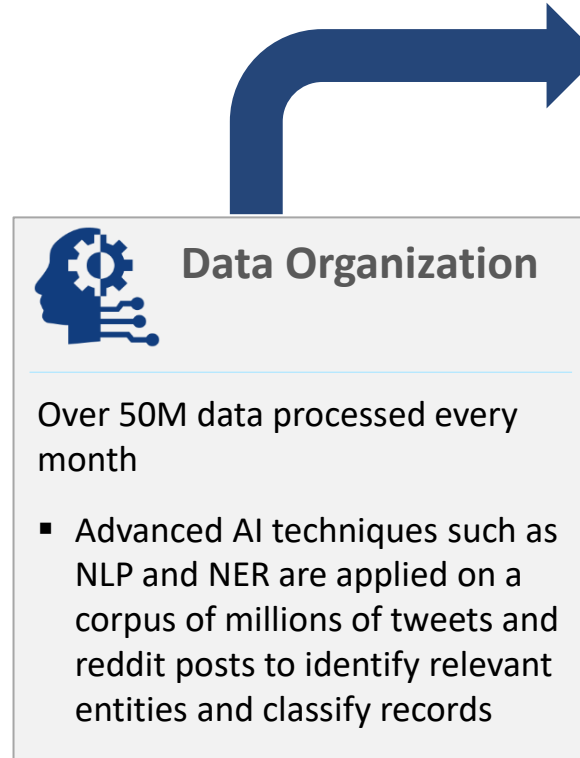 Data Organization
Over 50M data processed every
month
▪ Advanced AI techniques such as
NLP and NER are applied on a
corpus of millions of tweets and
reddit posts to identify relevant
entities and classify records